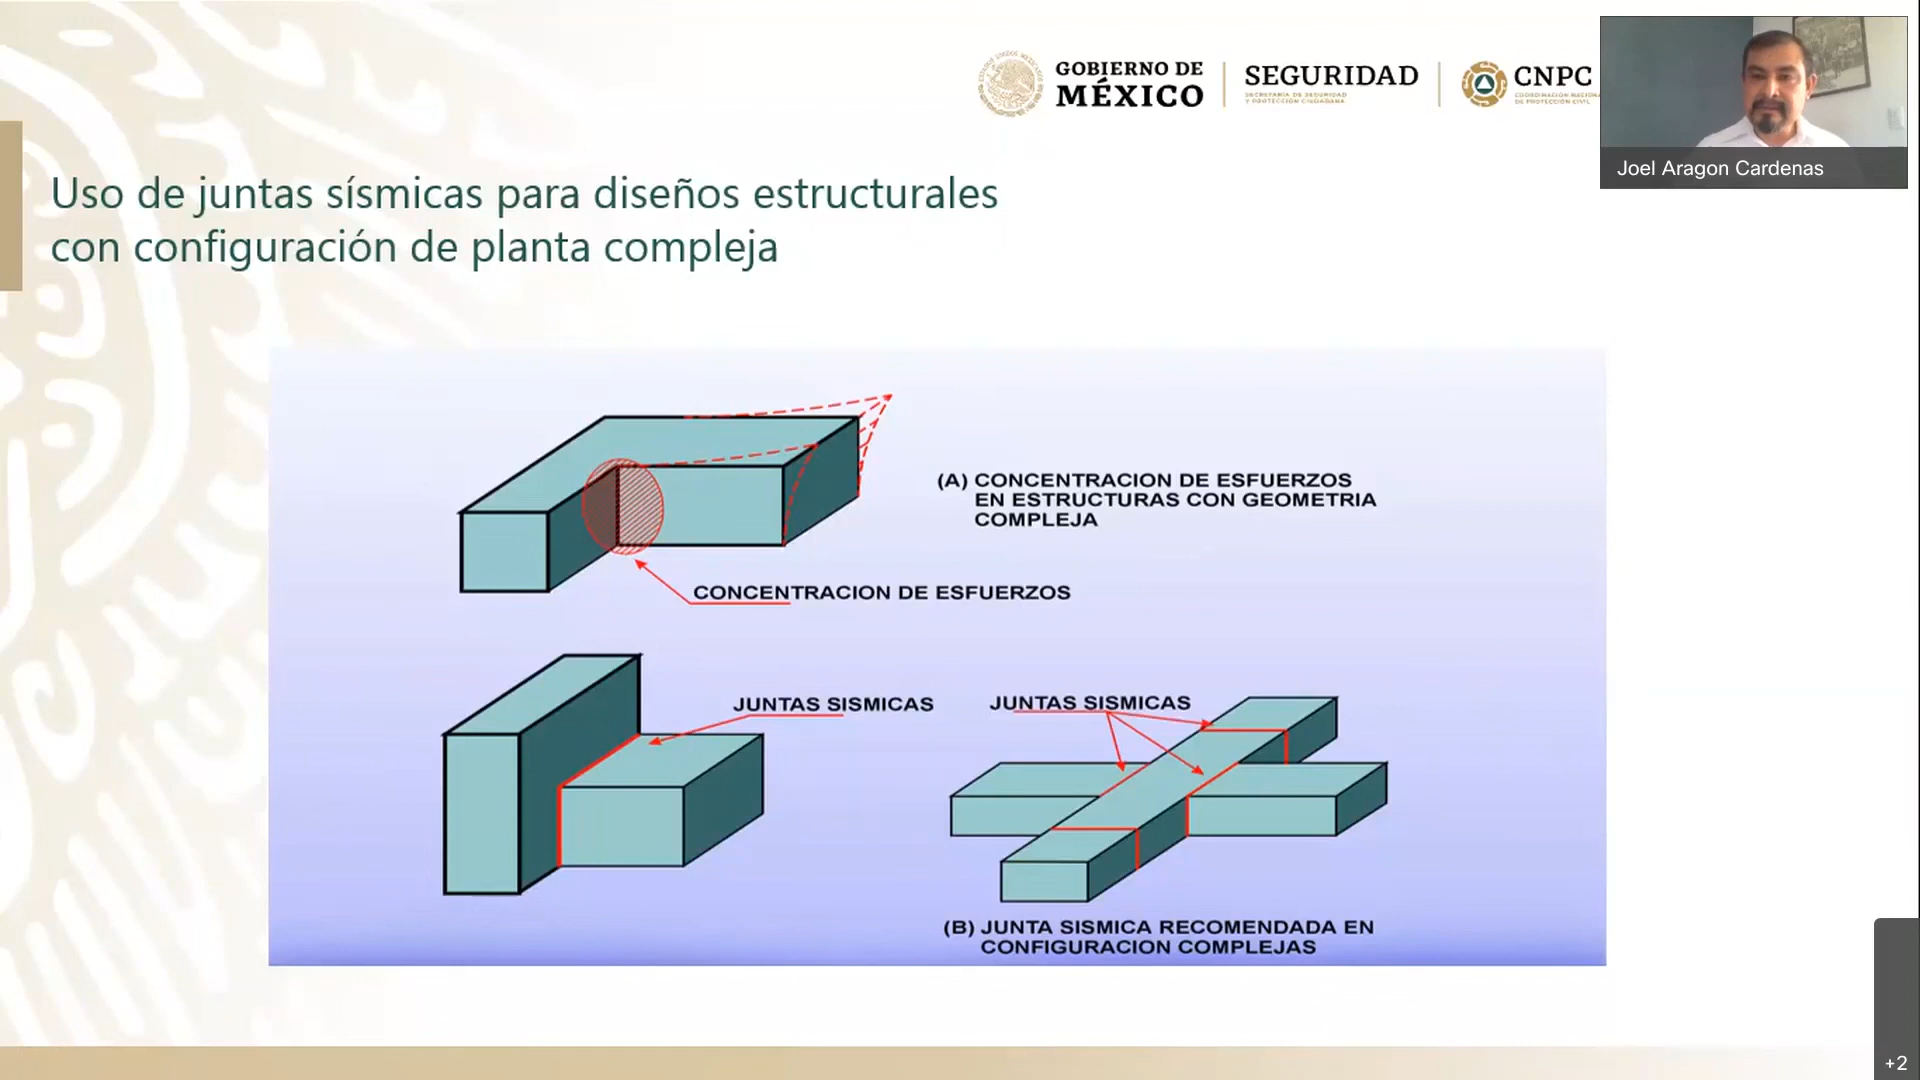 GOBIERNO DE
MÉXICO
SEGURIDAD
SECRETARÍA DE SEGURIDAD
Y PROTECCIÓN CIUDADANA
CNPC
COORDINACIÓN NACION
DE PROTECCIÓN CIVIL
Joel Aragon Cardenas
Uso de juntas sísmicas para diseños estructurales
con configuración de planta compleja
(A) CONCENTRACION DE ESFUERZOS
EN ESTRUCTURAS CON GEOMETRIA
COMPLEJA
CONCENTRACION DE ESFUERZOS
JUNTAS SISMICAS
JUNTAS SISMICAS
(B) JUNTA SISMICA RECOMENDADA EN
CONFIGURACION COMPLEJAS
+2